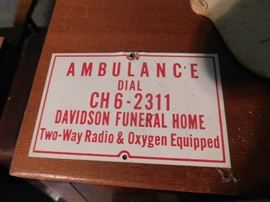 AMBULANCE
DIAL
CH 6-2311
DAVIDSON FUNERAL HOME
Two-Way Radio & Oxygen Equipped